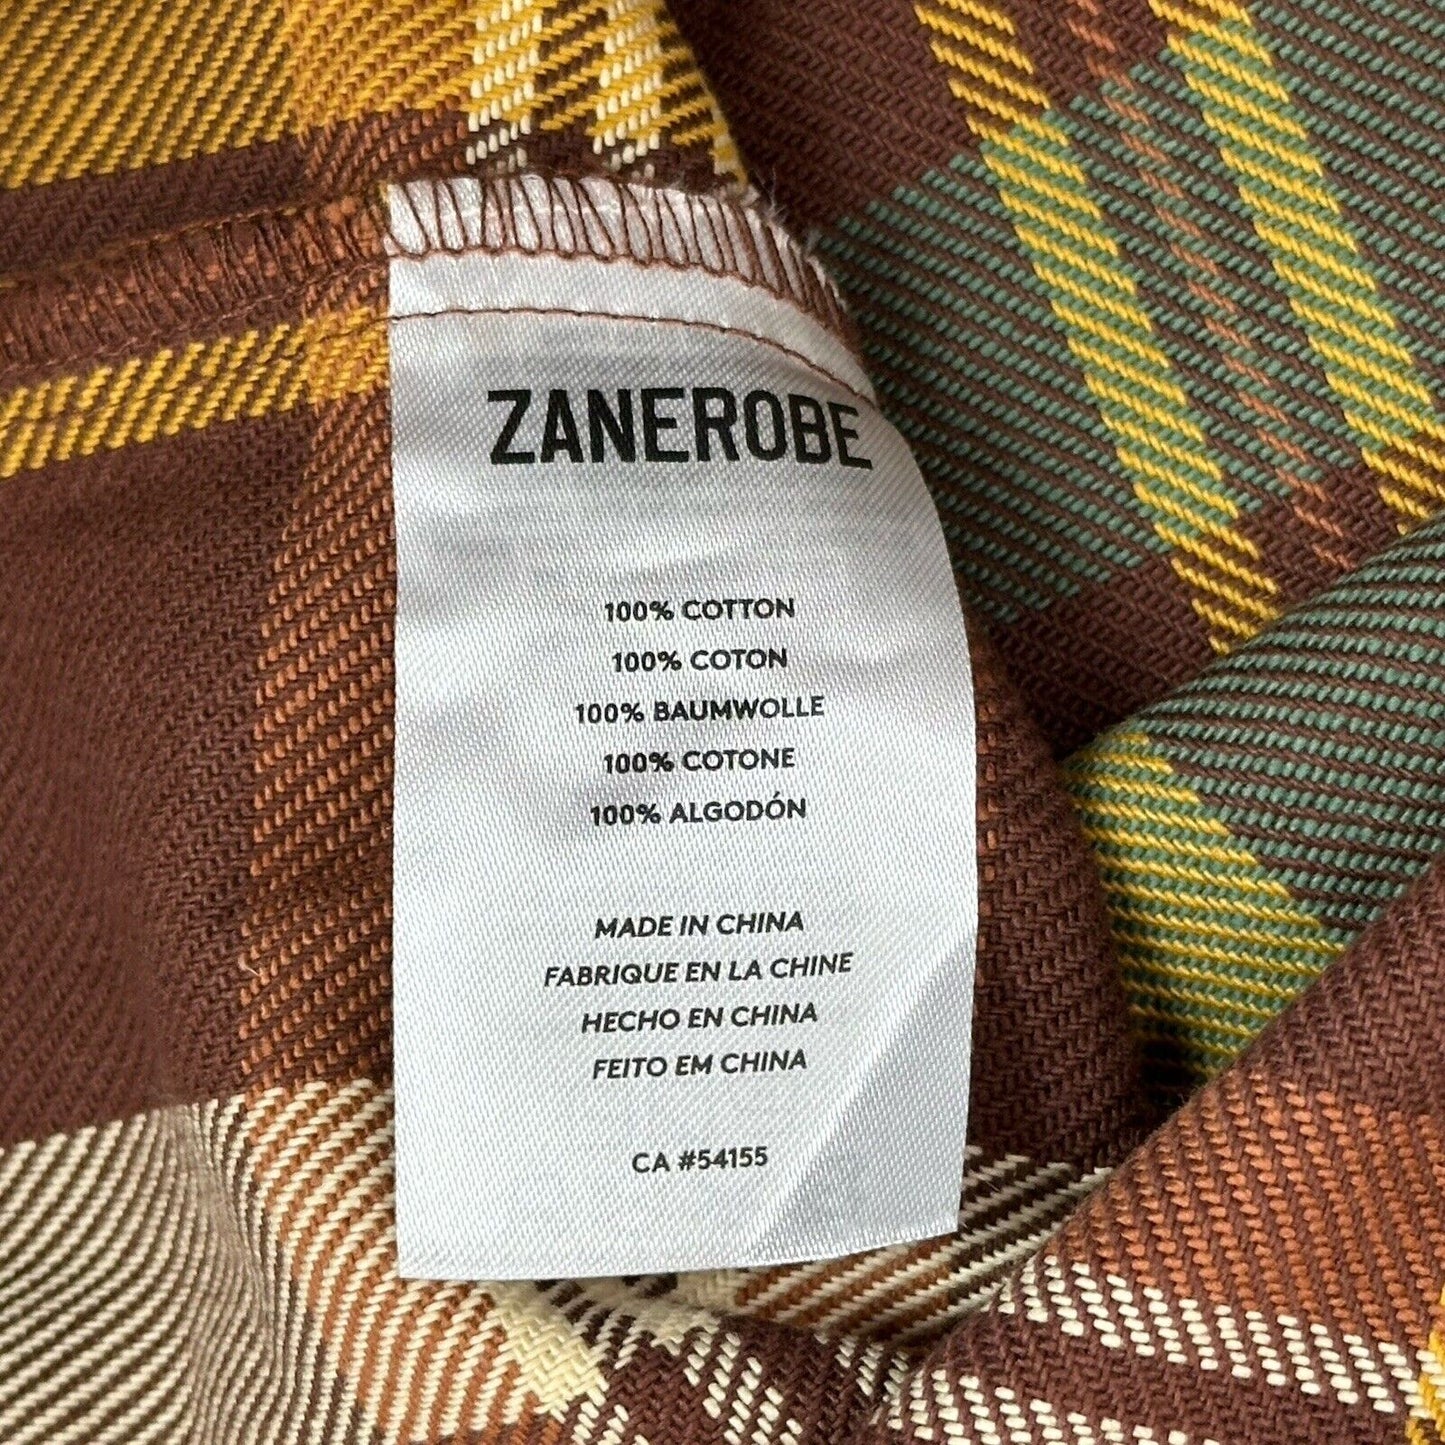 ZANEROBE
100% COTTON
100% COTON
100% BAUMWOLLE
100% COTONE
100% ALGODÓN
MADE IN CHINA
FABRIQUE EN LA CHINE
HECHO EN CHINA
FEITO EM CHINA
CA #54155